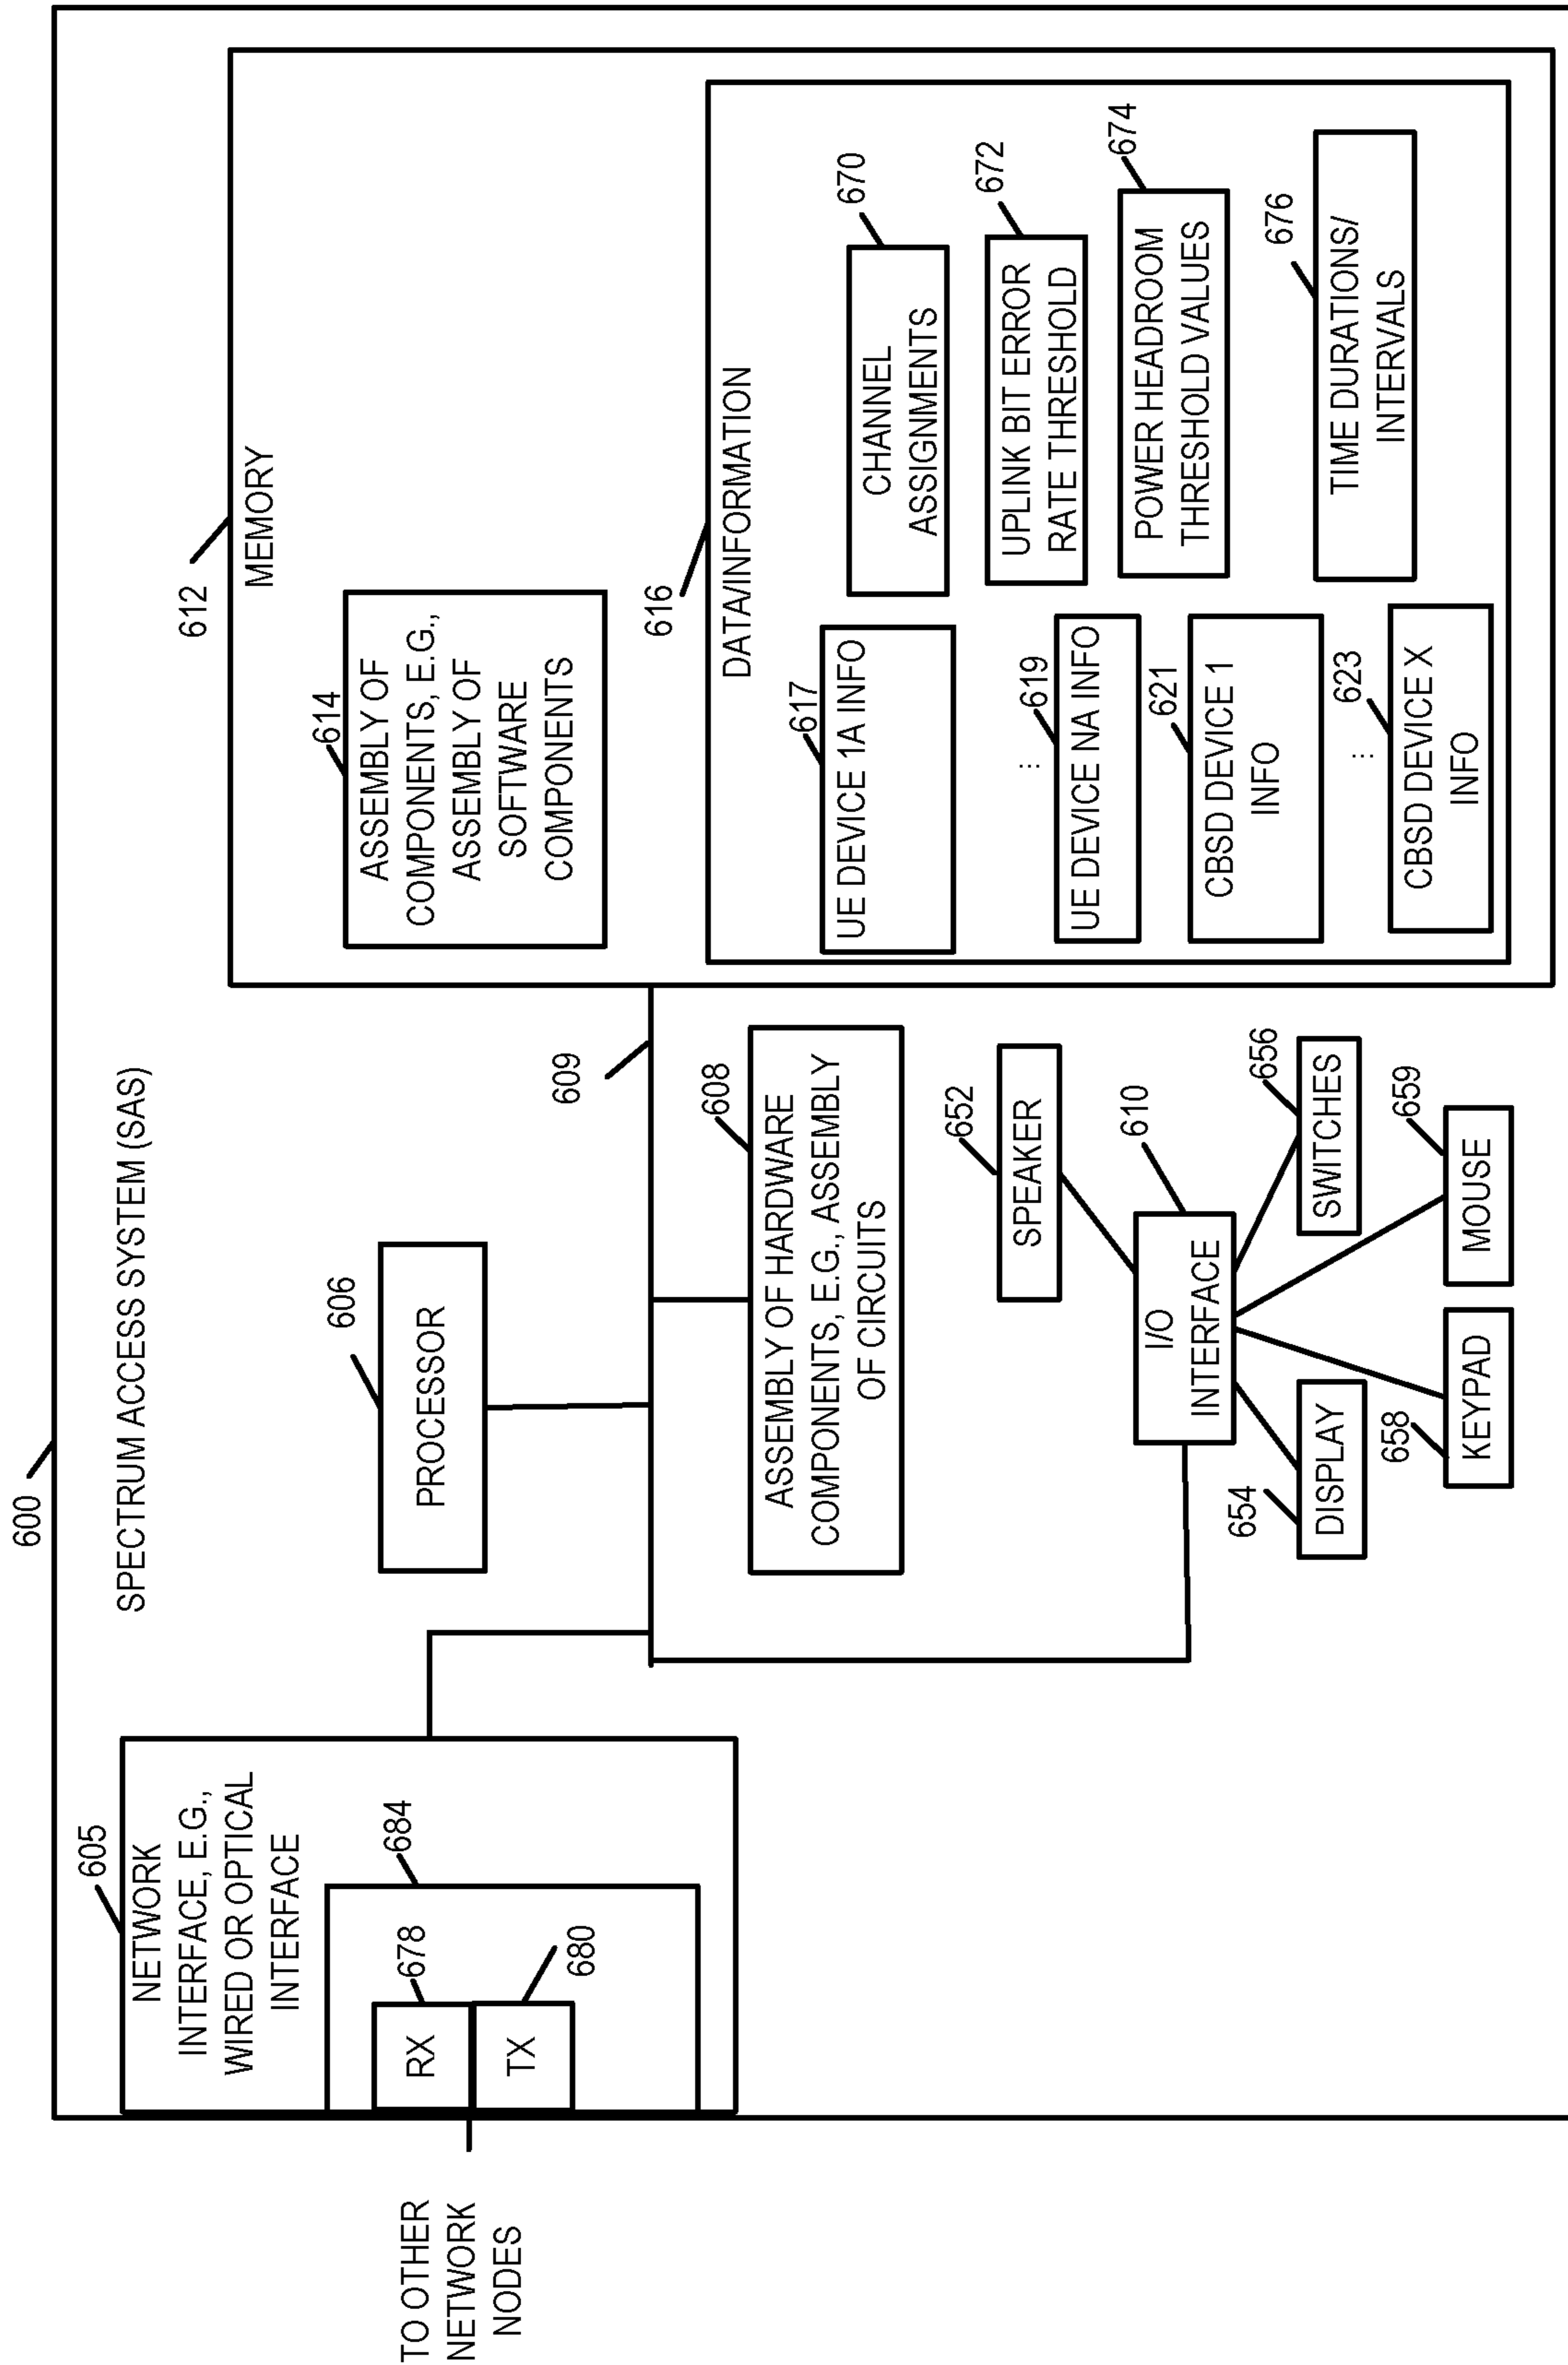 600
SPECTRUM ACCESS SYSTEM (SAS)
605
NETWORK
INTERFACE, E.G.,
WIRED OR OPTICAL
INTERFACE
684
678
RX
TX
680
TO OTHER
NETWORK
NODES
606
PROCESSOR
609
608
ASSEMBLY OF HARDWARE
COMPONENTS, E.G., ASSEMBLY
OF CIRCUITS
652
SPEAKER
610
I/O
INTERFACE
654
DISPLAY
656
SWITCHES
658
KEYPAD
659
MOUSE
612
MEMORY
614
ASSEMBLY OF
COMPONENTS, E.G.,
ASSEMBLY OF
SOFTWARE
COMPONENTS
616
DATA/INFORMATION
617
UE DEVICE 1A INFO
...
619
UE DEVICE NA INFO
621
CBSD DEVICE 1
INFO
...
623
CBSD DEVICE X
INFO
670
CHANNEL
ASSIGNMENTS
672
UPLINK BIT ERROR
RATE THRESHOLD
674
POWER HEADROOM
THRESHOLD VALUES
676
TIME DURATIONS/
INTERVALS